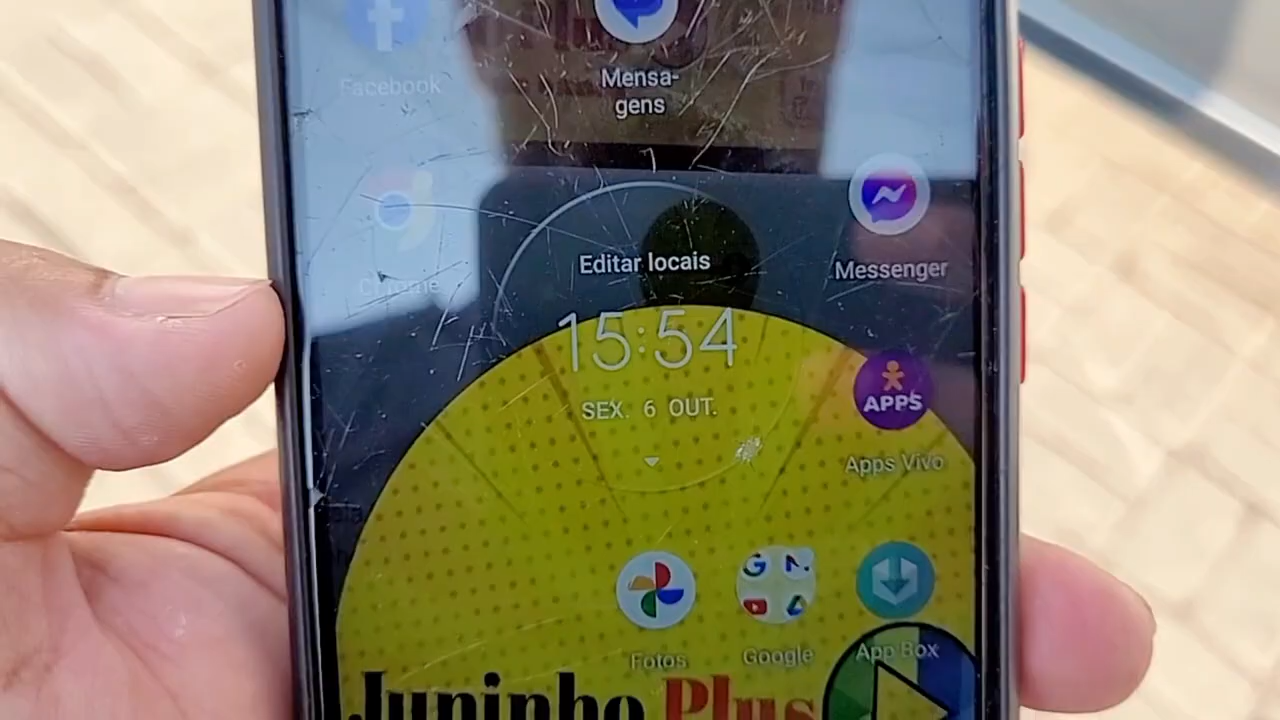 Facebook
Mensa-
gens
Chrome
Editar locais
Messenger
15:54
SEX. 6 OUT.
APPS
Apps Vivo
G
Fotos
Google
App Box
Juninho Plus